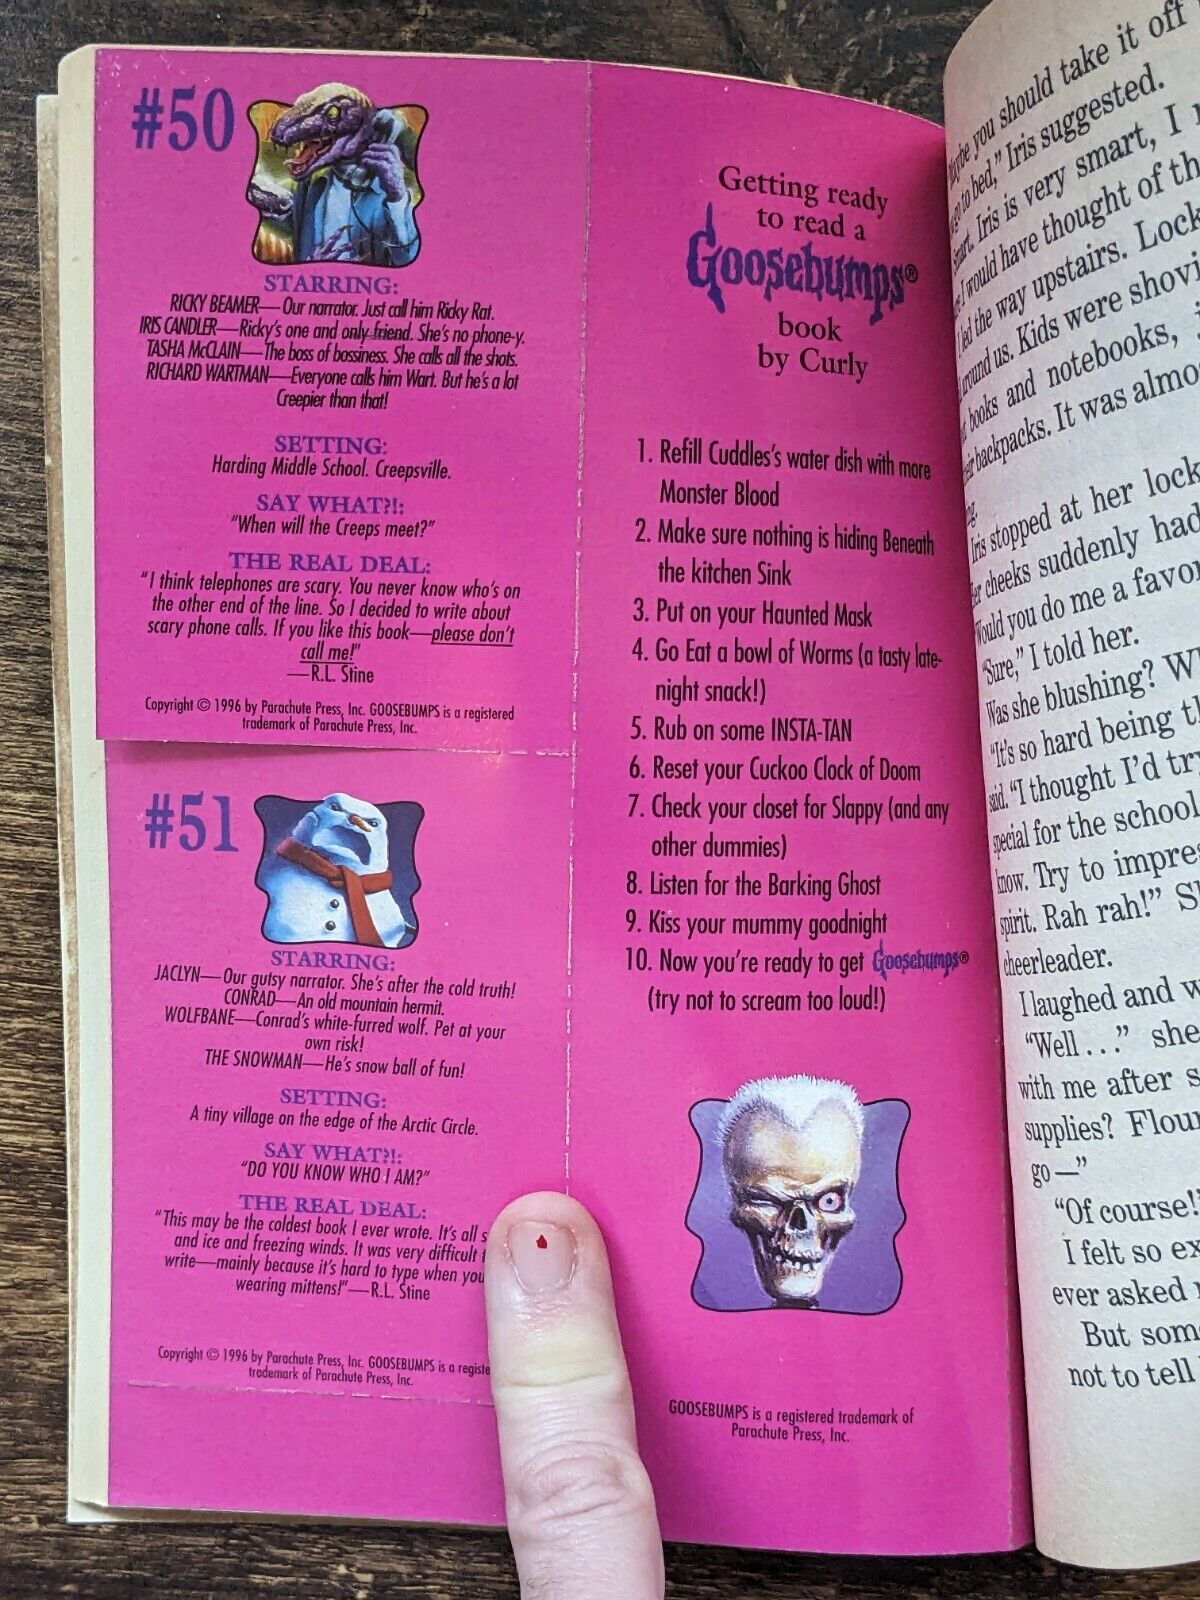 #50
STARRING:
RICKY BEAMER—Our narrator. Just call him Ricky Rat.
IRIS CANDLER—Ricky's one and only friend. She's no phone-y.
TASHA McCLAIN—The boss of bossiness. She calls all the shots.
RICHARD WARTMAN—Everyone calls him Wart. But he's a lot
Creepier than that!
SETTING:
Harding Middle School. Creepsville.
SAY WHAT?!:
"When will the Creeps meet?"
THE REAL DEAL:
"I think telephones are scary. You never know who's on
the other end of the line. So I decided to write about
scary phone calls. If you like this book—please don't
call me!"
—R.L. Stine
Copyright © 1996 by Parachute Press, Inc. GOOSEBUMPS is a registered
trademark of Parachute Press, Inc.
#51
STARRING:
JACLYN—Our gutsy narrator. She's after the cold truth!
CONRAD—An old mountain hermit.
WOLFBANE—Conrad's white-furred wolf. Pet at your
own risk!
THE SNOWMAN—He's snow ball of fun!
SETTING:
A tiny village on the edge of the Arctic Circle.
SAY WHAT?!:
"DO YOU KNOW WHO I AM?"
THE REAL DEAL:
"This may be the coldest book I ever wrote. It's all
and ice and freezing winds. It was very difficult
write—mainly because it's hard to type when you
wearing mittens!"—R.L. Stine
Copyright © 1996 by Parachute Press, Inc. GOOSEBUMPS is a
trademark of Parachute Press, Inc.
Getting ready
to read a
Goosebumps®
book
by Curly
1. Refill Cuddles's water dish with more
Monster Blood
2. Make sure nothing is hiding Beneath
the kitchen Sink
3. Put on your Haunted Mask
4. Go Eat a bowl of Worms (a tasty late-
night snack!)
5. Rub on some INSTA-TAN
6. Reset your Cuckoo Clock of Doom
7. Check your closet for Slappy (and any
other dummies)
8. Listen for the Barking Ghost
9. Kiss your mummy goodnight
10. Now you're ready to get Goosebumps®
(try not to scream too loud!)
GOOSEBUMPS is a registered trademark of
Parachute Press, Inc.
you should take it off
go to bed," Iris suggested.
Iris is very smart, I
I would have thought of
led the way upstairs.
around us. Kids were
books and notebooks,
backpacks. It was
Iris stopped at her
cheeks suddenly had
Would you do me a
"Sure," I told her.
Was she blushing?
"It's so hard being
said. "I thought I'd
special for the school
know. Try to
spirit. Rah rah!"
cheerleader.
I laughed and
"Well . . ." she
with me after
supplies?
go—"
"Of course!
I felt so
ever asked
But
not to tell